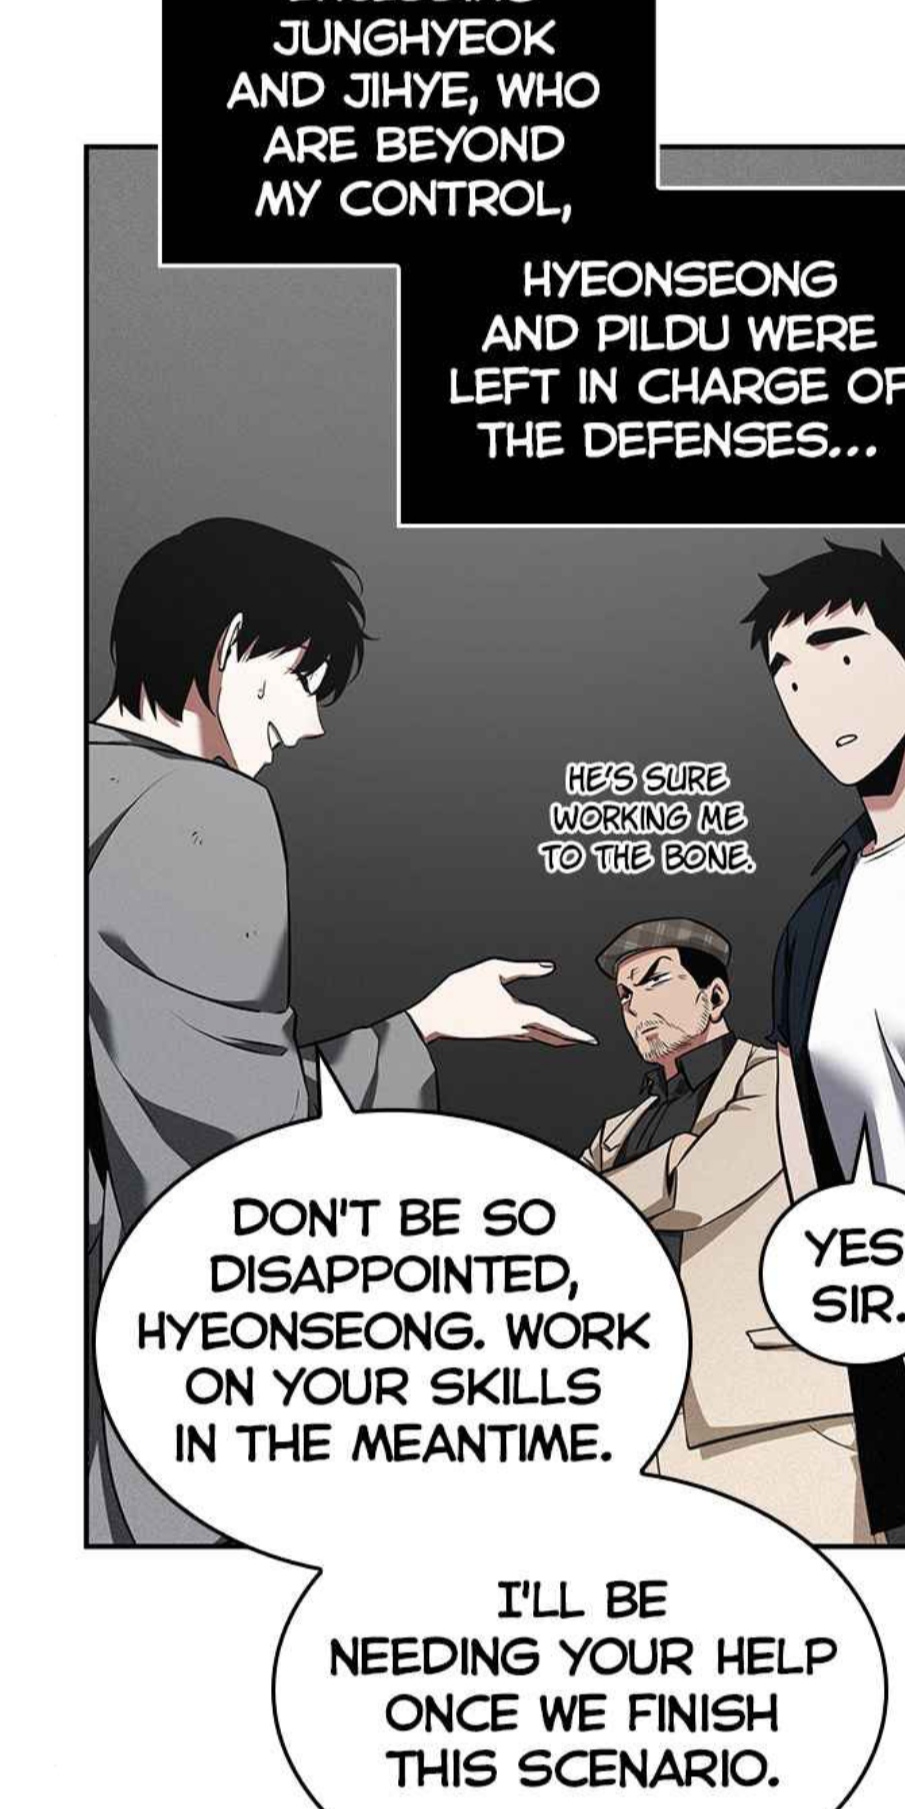 JUNGHYEOK
AND JIHYE, WHO
ARE BEYOND
MY CONTROL,
HYEONSEONG
AND PILDU WERE
LEFT IN CHARGE OF
THE DEFENSES...
HE'S SURE
WORKING ME
TO THE BONE.
DON'T BE SO
DISAPPOINTED,
HYEONSEONG. WORK
ON YOUR SKILLS
IN THE MEANTIME.
YES
SIR.
I'LL BE
NEEDING YOUR HELP
ONCE WE FINISH
THIS SCENARIO.